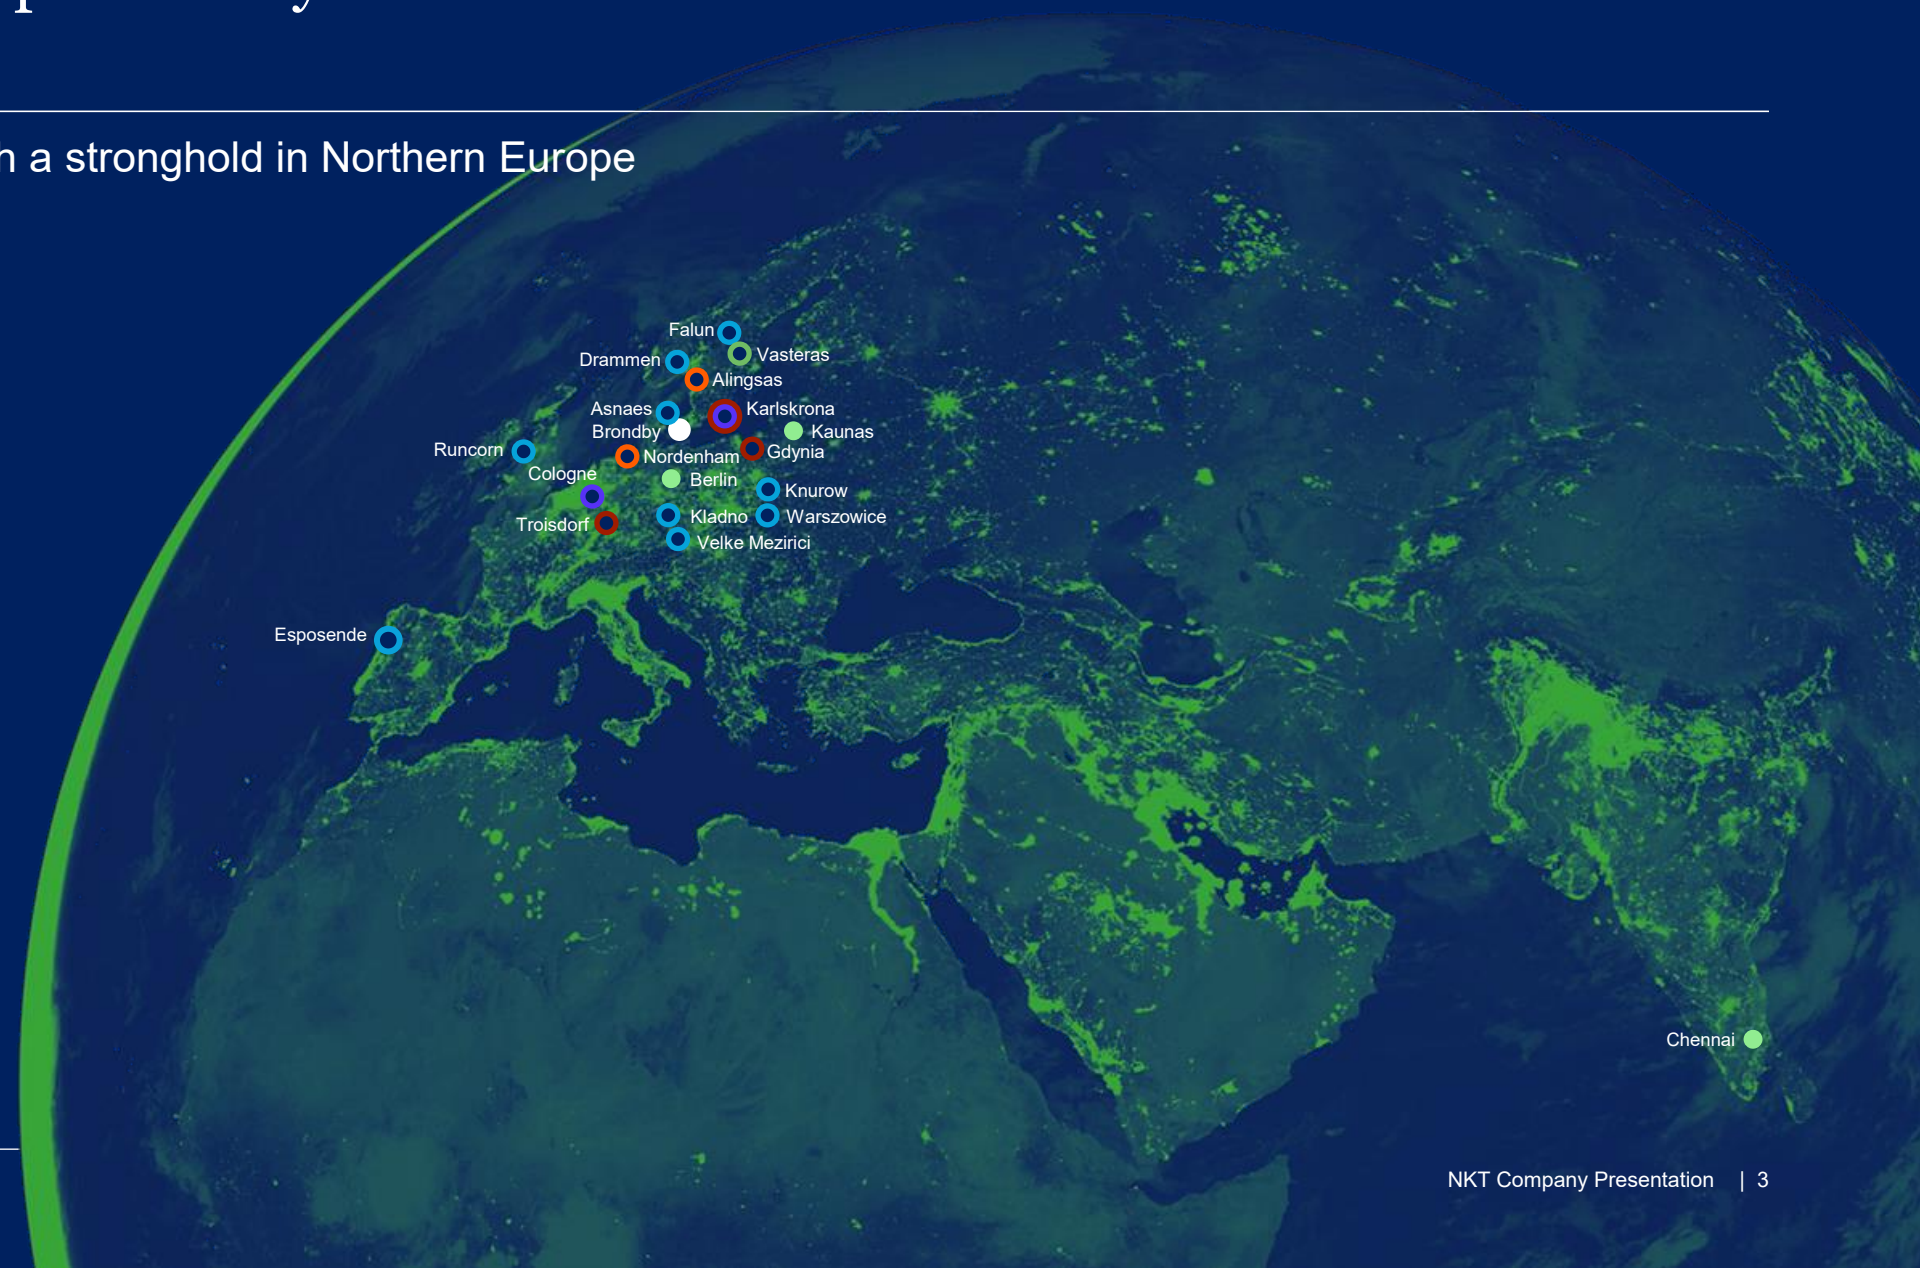 h a stronghold in Northern Europe
Falun
Vasteras
Drammen
Alingsas
Asnaes
Karlskrona
Brondby
Kaunas
Runcorn
Nordenham
Gdynia
Cologne
Berlin
Knurow
Kladno
Warszowice
Troisdorf
Velke Mezirici
Esposende
Chennai
NKT Company Presentation | 3